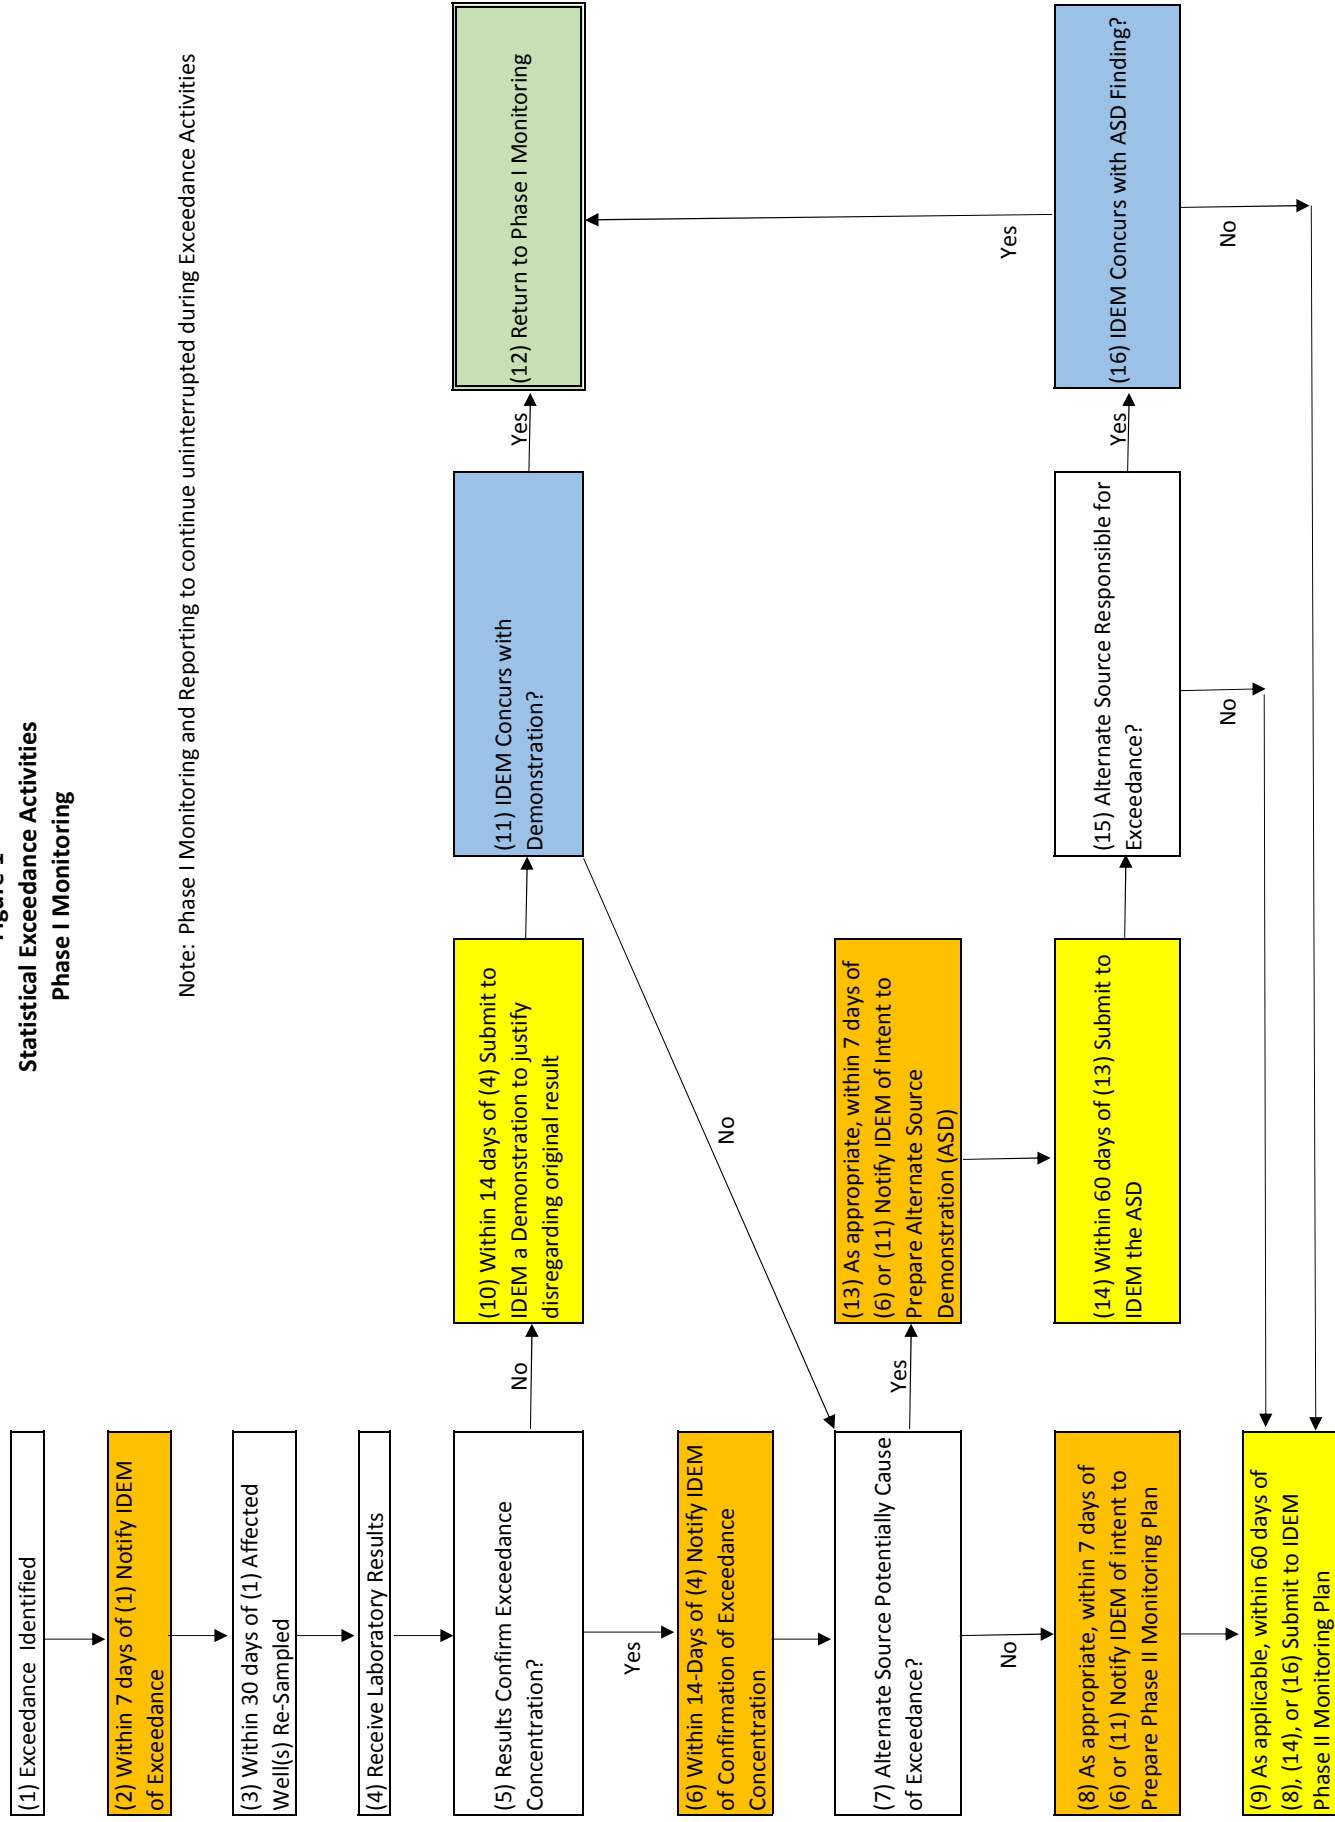 Figure 1
Statistical Exceedance Activities
Phase I Monitoring
Note: Phase I Monitoring and Reporting to continue uninterrupted during Exceedance Activities
(1) Exceedance Identified
(2) Within 7 days of (1) Notify IDEM
of Exceedance
(3) Within 30 days of (1) Affected
Well(s) Re-Sampled
(4) Receive Laboratory Results
(5) Results Confirm Exceedance
Concentration?
No
(10) Within 14 days of (4) Submit to
IDEM a Demonstration to justify
disregarding original result
(11) IDEM Concurs with
Demonstration?
Yes
(12) Return to Phase I Monitoring
Yes
(6) Within 14-Days of (4) Notify IDEM
of Confirmation of Exceedance
Concentration
No
(7) Alternate Source Potentially Cause
of Exceedance?
Yes
(13) As appropriate, within 7 days of
(6) or (11) Notify IDEM of Intent to
Prepare Alternate Source
Demonstration (ASD)
Yes
No
(8) As appropriate, within 7 days of
(6) or (11) Notify IDEM of intent to
Prepare Phase II Monitoring Plan
(14) Within 60 days of (13) Submit to
IDEM the ASD
(15) Alternate Source Responsible for
Exceedance?
Yes
(16) IDEM Concurs with ASD Finding?
No
No
(9) As applicable, within 60 days of
(8), (14), or (16) Submit to IDEM
Phase II Monitoring Plan